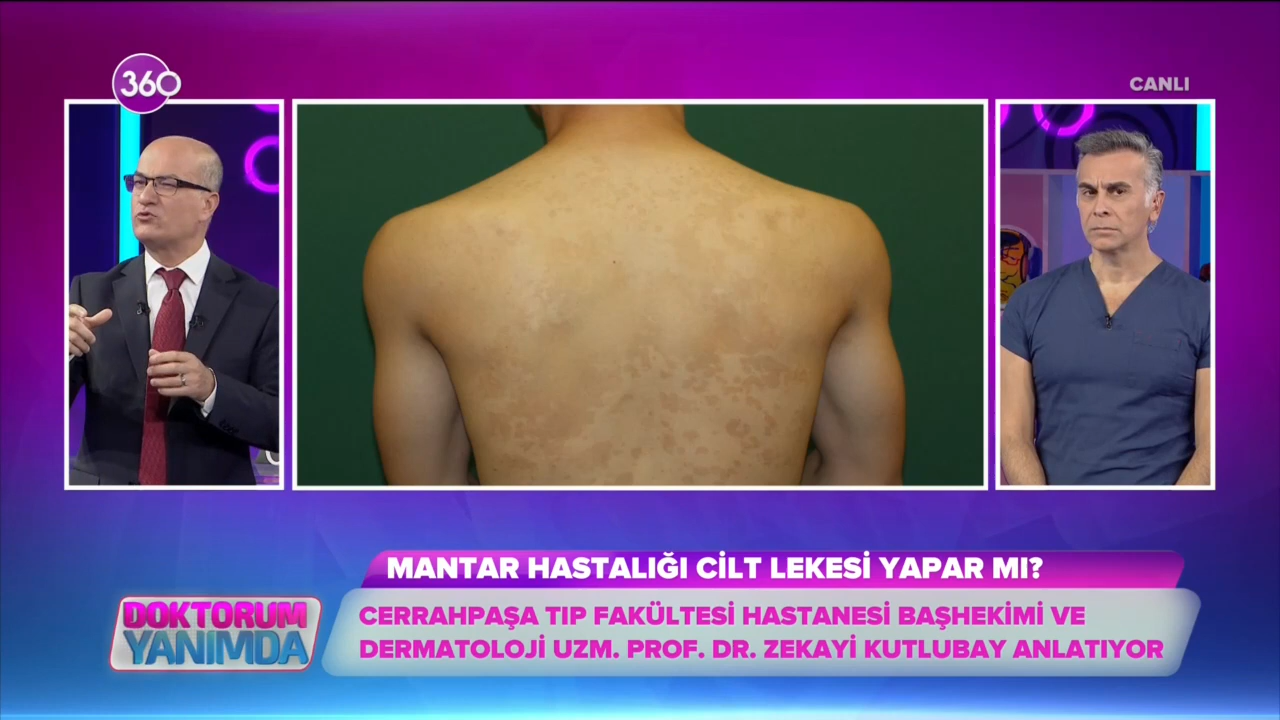 360
CANLI
MANTAR HASTALIĞI CİLT LEKESİ YAPAR MI?
DOKTORUM
YANIMDA
CERRAHPAŞA TIP FAKÜLTESİ HASTANESİ BAŞHEKİMİ VE
DERMATOLOJİ UZM. PROF. DR. ZEKAYİ KUTLUBAY ANLATIYOR